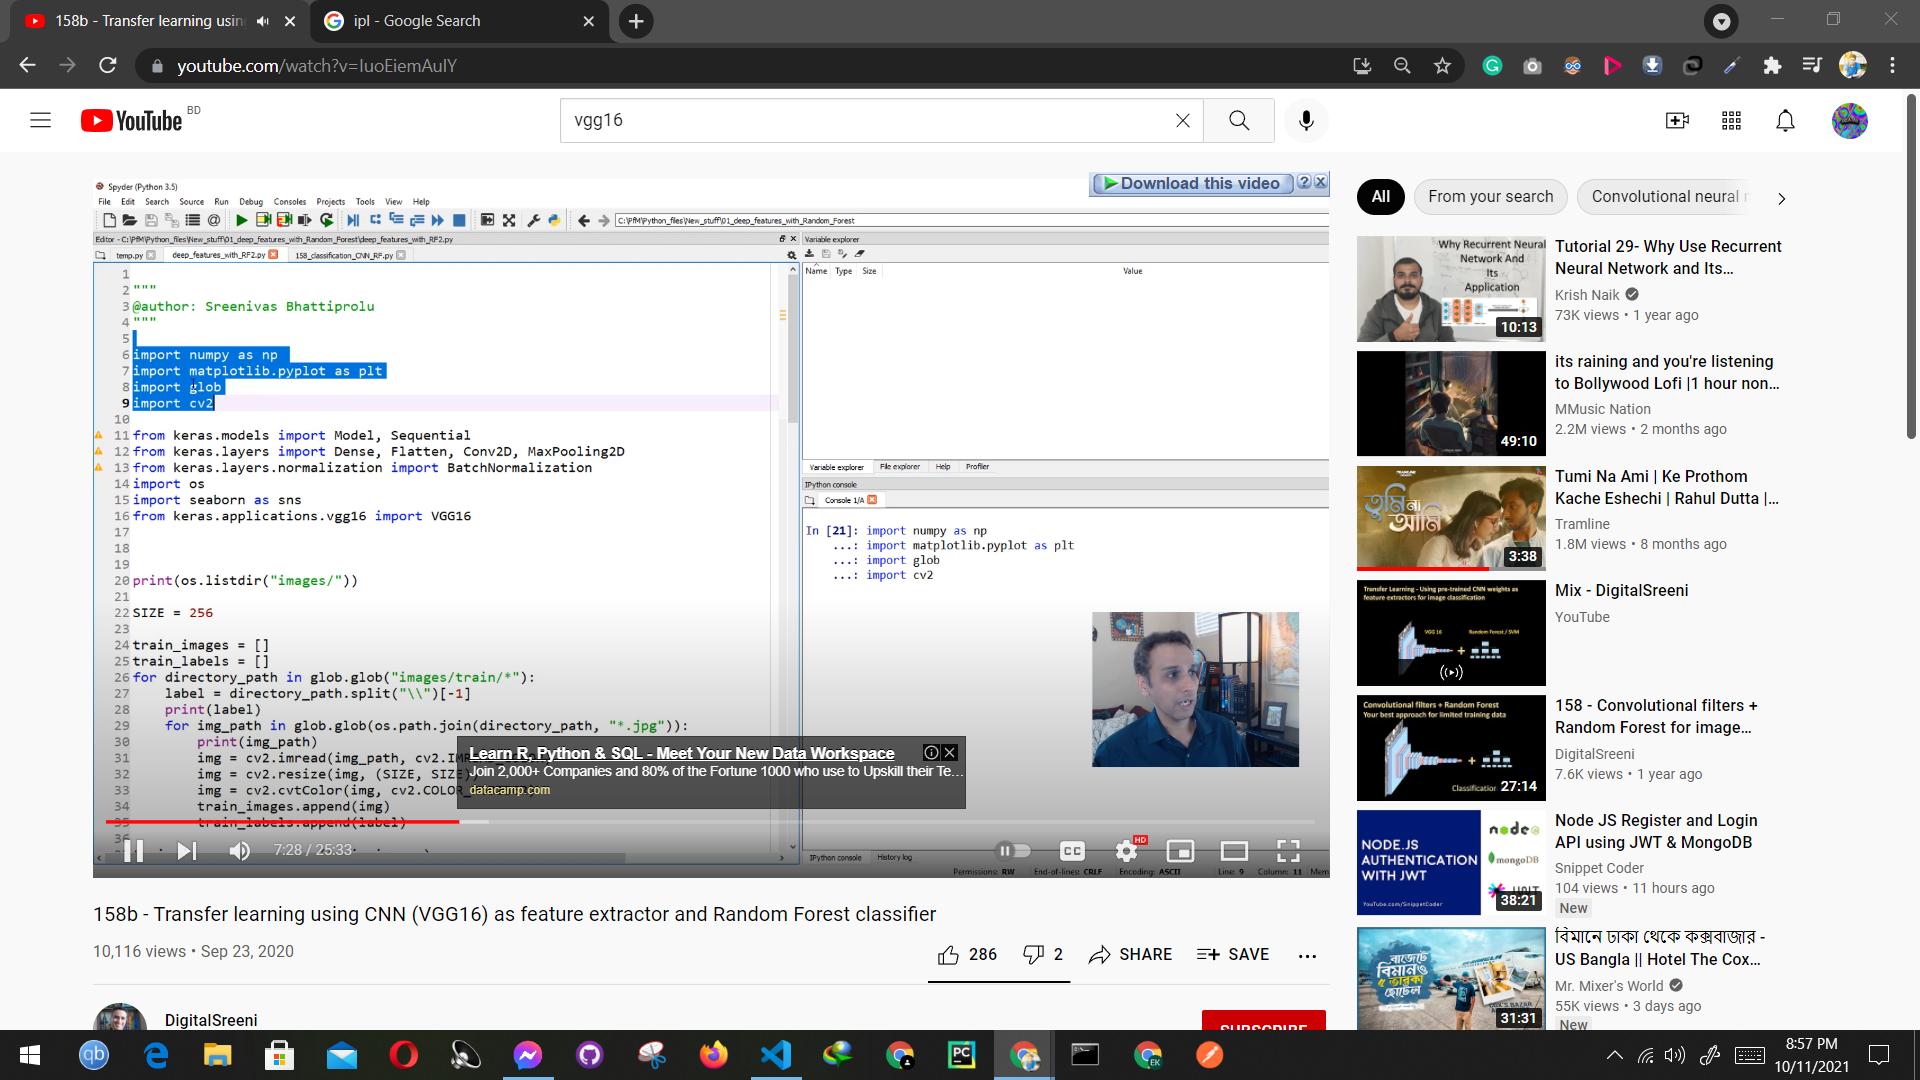 158b - Transfer learning usin
ipl - Google Search
youtube.com/watch?v=IuoEiemAuIY
YouTube
BD
vgg16
Download this video
Spyder (Python 3.5)
File Edit Search Source Run Debug Consoles Projects Tools View Help
C:\PfM\Python_files\New_stuff\01_deep_features_with_Random_Forest
Editor - C:\PfM\Python_files\New_stuff\01_deep_features_with_Random_Forest\deep_features_with_RF2.py
temp.py deep_features_with_RF2.py 158_classification_CNN_RF.py
1
2 """
3 @author: Sreenivas Bhattiprolu
4 """
5
6 import numpy as np
7 import matplotlib.pyplot as plt
8 import glob
9 import cv2
10
11 from keras.models import Model, Sequential
12 from keras.layers import Dense, Flatten, Conv2D, MaxPooling2D
13 from keras.layers.normalization import BatchNormalization
14 import os
15 import seaborn as sns
16 from keras.applications.vgg16 import VGG16
17
18
19
20 print(os.listdir("images/"))
21
22 SIZE = 256
23
24 train_images = []
25 train_labels = []
26 for directory_path in glob.glob("images/train/*"):
27 label = directory_path.split("\\")[-1]
28 print(label)
29 for img_path in glob.glob(os.path.join(directory_path, "*.jpg")):
30 print(img_path)
31 img = cv2.imread(img_path, cv2.IM
32 img = cv2.resize(img, (SIZE, SIZE))
33 img = cv2.cvtColor(img, cv2.COLOR_
34 train_images.append(img)
train_labels.append(label)
36
Variable explorer
Name Type Size Value
Variable explorer File explorer Help Profiler
IPython console
Console 1/A
In [21]: import numpy as np
...: import matplotlib.pyplot as plt
...: import glob
...: import cv2
Learn R, Python & SQL - Meet Your New Data Workspace
Join 2,000+ Companies and 80% of the Fortune 1000 who use to Upskill their Te...
datacamp.com
7:28 / 25:33
CC
HD
IPython console History log
Permissions: RW End-of-lines: CRLF Encoding: ASCII Line: 9 Column: 11 Mem
158b - Transfer learning using CNN (VGG16) as feature extractor and Random Forest classifier
10,116 views • Sep 23, 2020
286
2
SHARE
SAVE
DigitalSreeni
SUBSCRIBE
All
From your search
Convolutional neural
Why Recurrent Neural
Network And
Its
Application
10:13
Tutorial 29- Why Use Recurrent
Neural Network and Its...
Krish Naik
73K views • 1 year ago
49:10
its raining and you're listening
to Bollywood Lofi |1 hour non...
MMusic Nation
2.2M views • 2 months ago
তুমি না
আমি
3:38
Tumi Na Ami | Ke Prothom
Kache Eshechi | Rahul Dutta |...
Tramline
1.8M views • 8 months ago
Transfer Learning - Using pre-trained CNN weights as
feature extractors for image classification
VGG 16
Random Forest / SVM
Mix - DigitalSreeni
YouTube
Convolutional filters + Random Forest
Your best approach for limited training data
Classification
27:14
158 - Convolutional filters +
Random Forest for image...
DigitalSreeni
7.6K views • 1 year ago
NODE.JS
AUTHENTICATION
WITH JWT
YouTube.com/SnippetCoder
node
mongoDB
38:21
Node JS Register and Login
API using JWT & MongoDB
Snippet Coder
104 views • 11 hours ago
New
বাজেটে
বিমানও
৫ তারকা
হোটেল
31:31
বিমানে ঢাকা থেকে কক্সবাজার -
US Bangla || Hotel The Cox...
Mr. Mixer's World
55K views • 3 days ago
New
qb
PC
EK
8:57 PM
10/11/2021